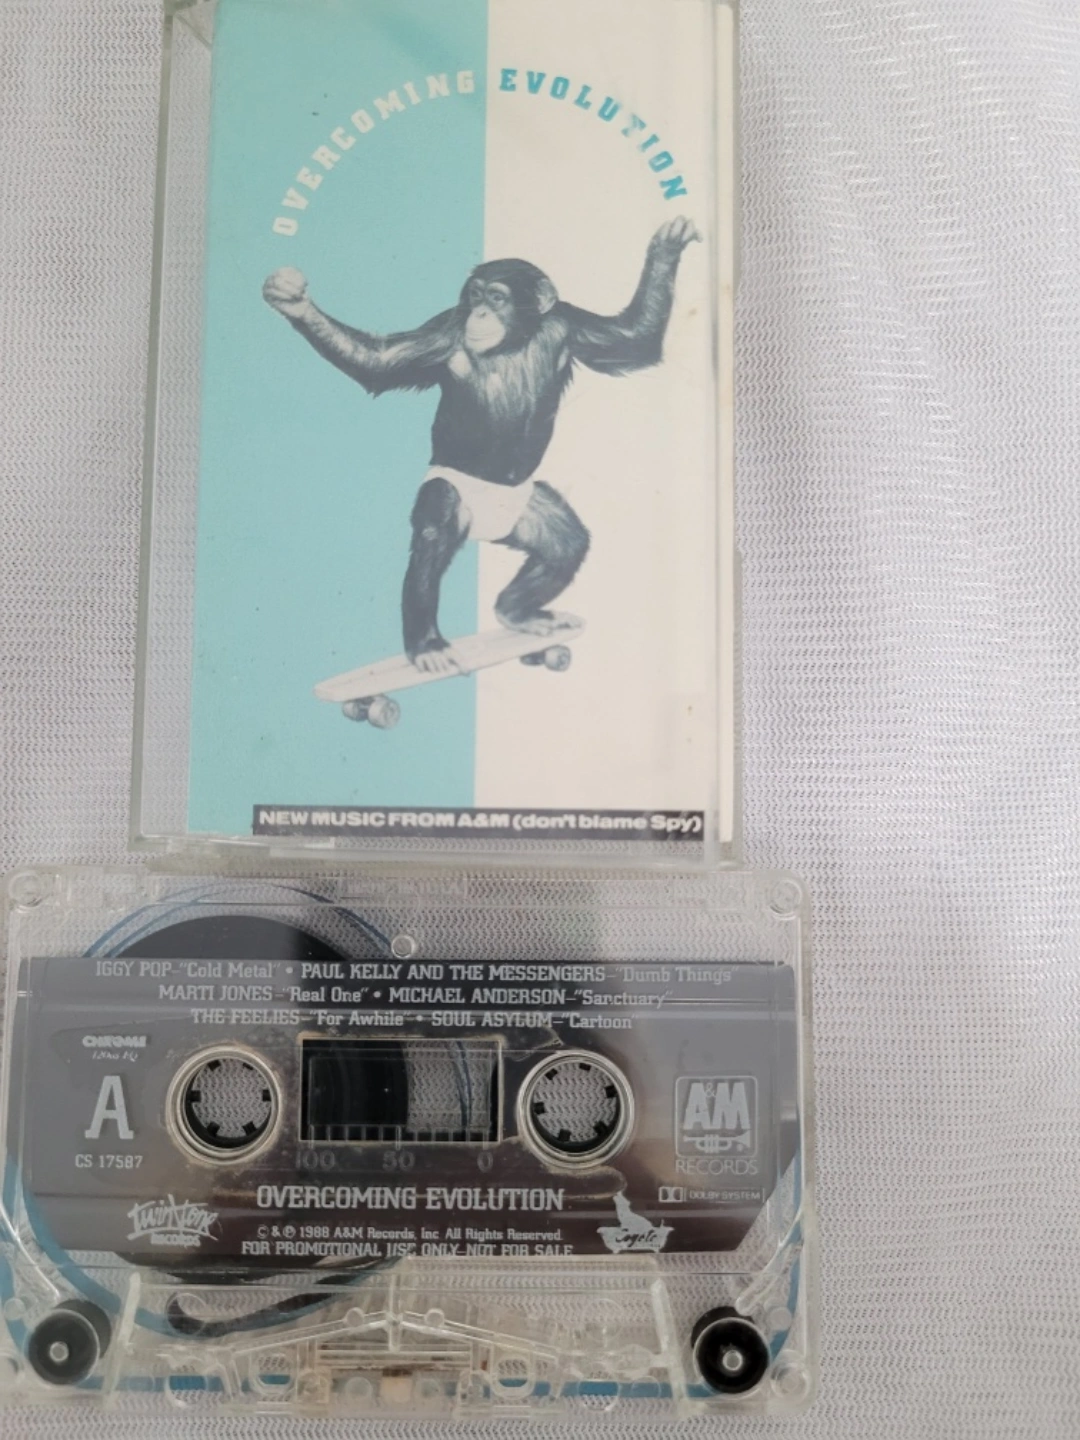 OVERCOMING EVOLUTION
NEW MUSIC FROM A&M (don't blame Spy)
IGGY POP-"Cold Metal" • PAUL KELLY AND THE MESSENGERS-"Dumb Things"
MARTI JONES-"Real One" • MICHAEL ANDERSON-"Sanctuary"
THE FEELIES-"For Awhile" • SOUL ASYLUM-"Cartoon"
CHROME
120us EQ
A
CS 17587
100 50 0
A&M
RECORDS
OVERCOMING EVOLUTION
DOLBY SYSTEM
Twin/Tone
RECORDS
© & ℗ 1988 A&M Records, Inc. All Rights Reserved.
Coyote
FOR PROMOTIONAL USE ONLY-NOT FOR SALE